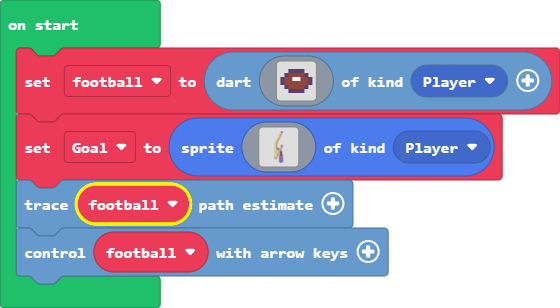 on start
set football to dart of kind Player
set Goal to sprite of kind Player
trace football path estimate
control football with arrow keys